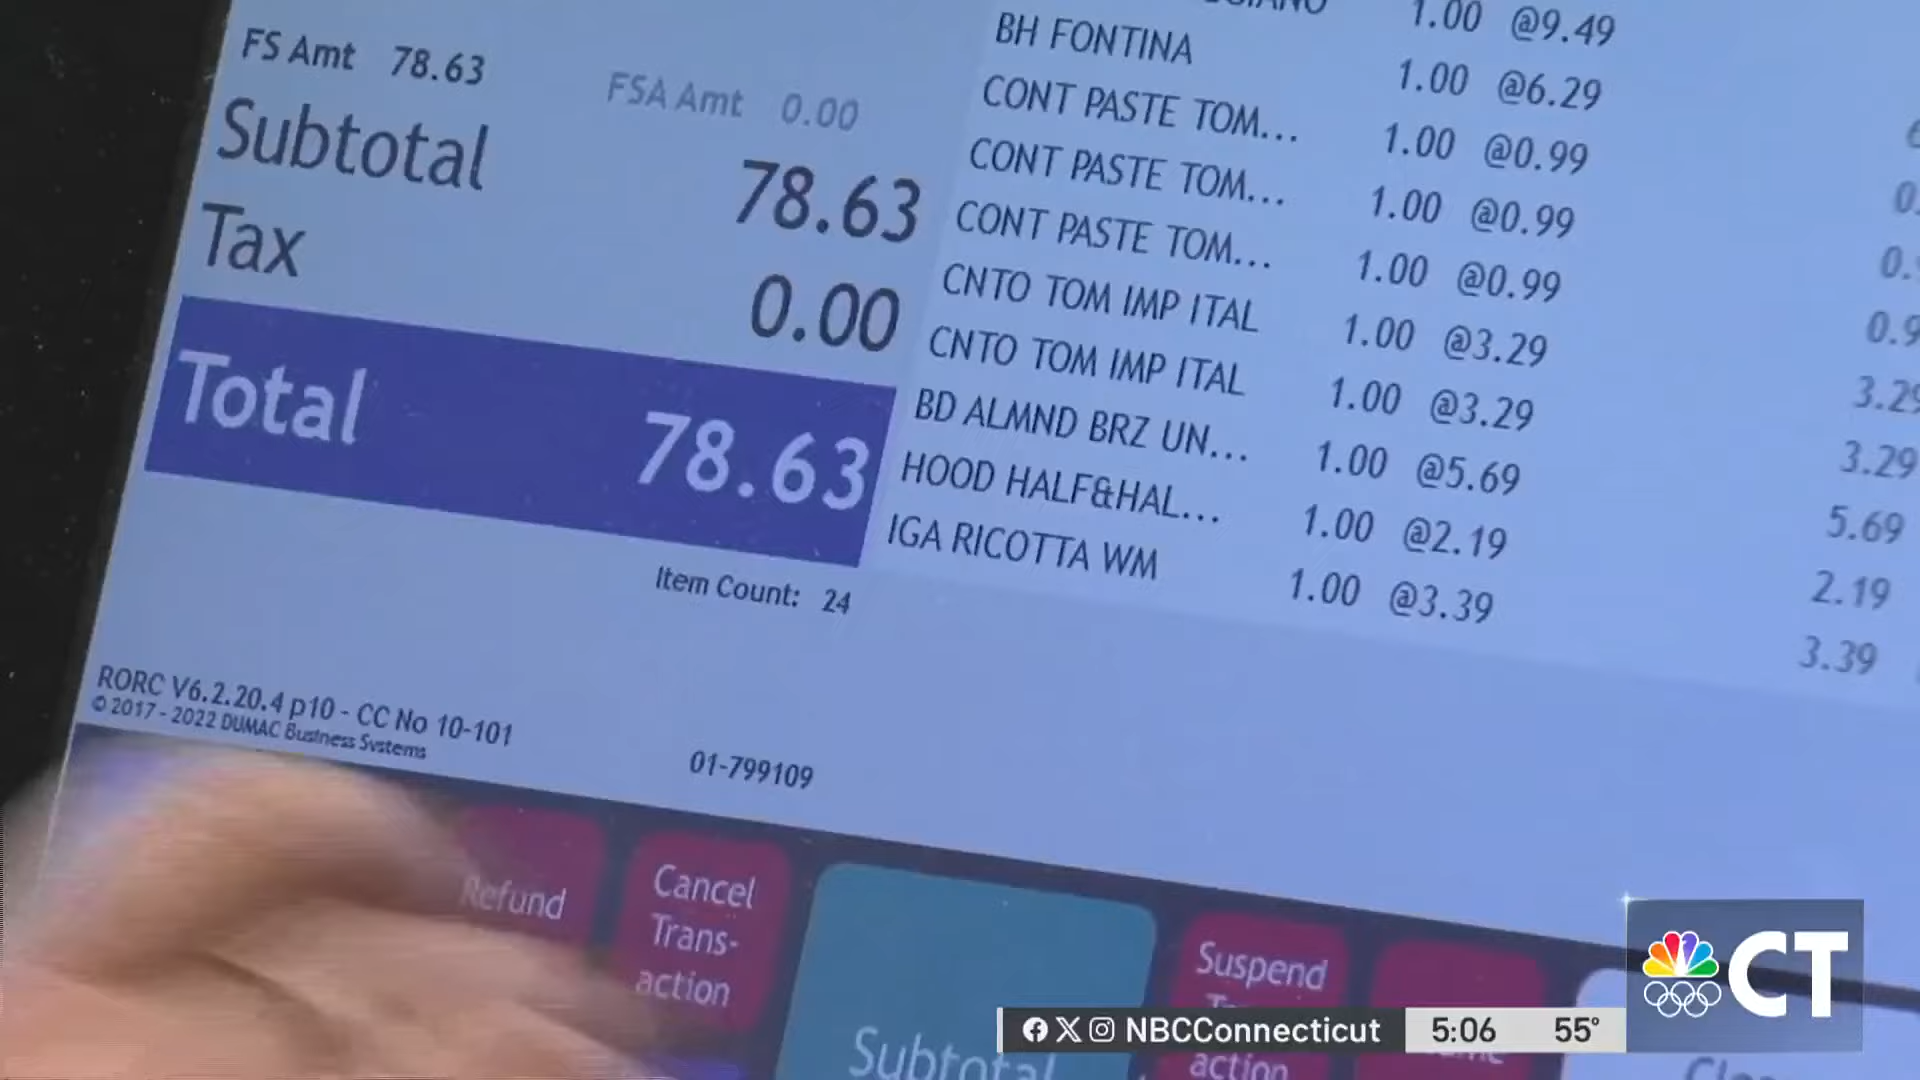 FS Amt 78.63
FSA Amt 0.00
Subtotal 78.63
Tax 0.00
Total 78.63
Item Count: 24
RORC V6.2.20.4 p10 - CC No 10-101
© 2017 - 2022 DUMAC Business Systems
01-799109
1.00 @9.49
BH FONTINA 1.00 @6.29
CONT PASTE TOM... 1.00 @0.99
CONT PASTE TOM... 1.00 @0.99
CONT PASTE TOM... 1.00 @0.99 0.9
CNTO TOM IMP ITAL 1.00 @3.29 3.29
CNTO TOM IMP ITAL 1.00 @3.29 3.29
BD ALMND BRZ UN... 1.00 @5.69 5.69
HOOD HALF&HAL... 1.00 @2.19 2.19
IGA RICOTTA WM 1.00 @3.39 3.39
Refund
Cancel
Trans-
action
Subtotal
Suspend
action
CT
NBCConnecticut 5:06 55°